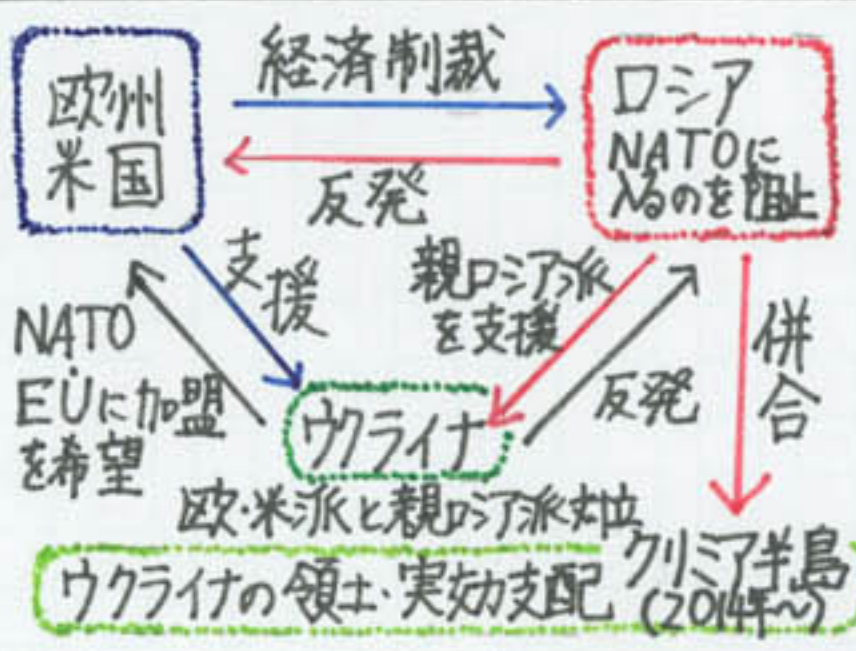 経済制裁
欧州
米国
ロシア
NATOに
入るのを阻止
反発
支援
親ロシア派
を支援
NATO
・
EUに加盟
を希望
反発
併合
ウクライナ
欧・米派と親ロシア派対立
クリミア半島
(2014年〜)
ウクライナの領土・実効支配